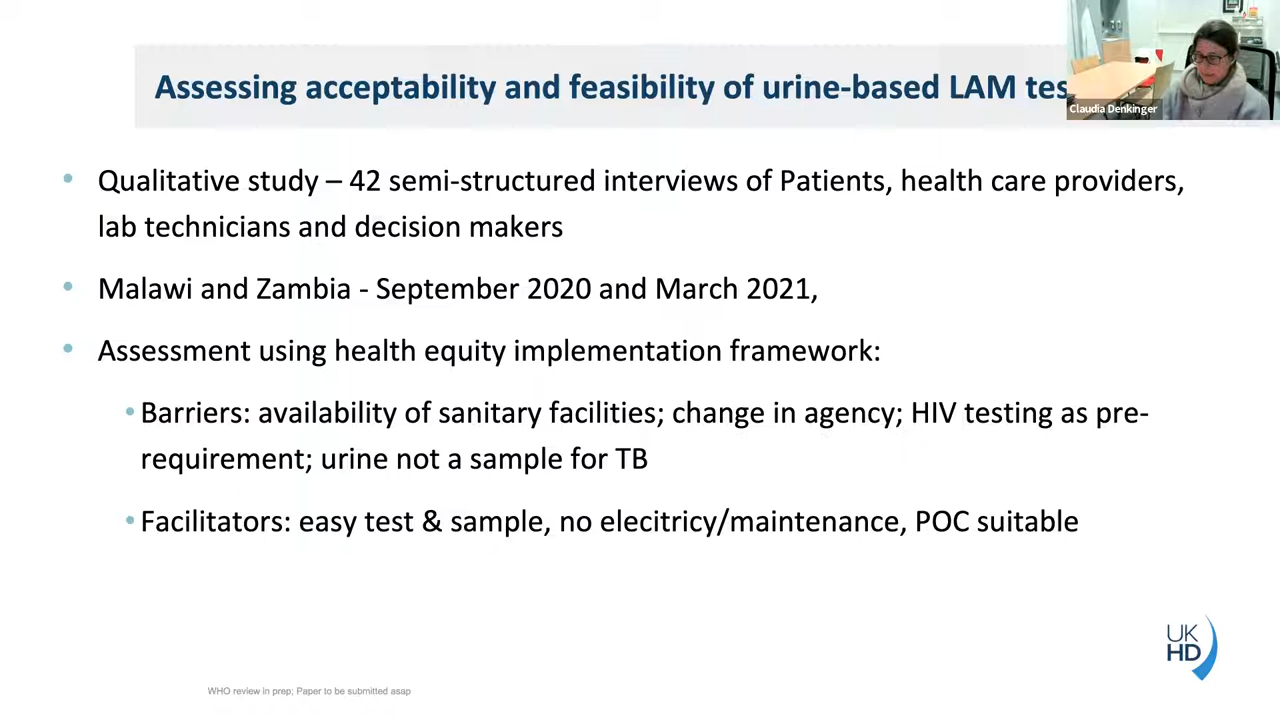 Assessing acceptability and feasibility of urine-based LAM tes
Claudia Denkinger
• Qualitative study – 42 semi-structured interviews of Patients, health care providers,
lab technicians and decision makers
• Malawi and Zambia - September 2020 and March 2021,
• Assessment using health equity implementation framework:
• Barriers: availability of sanitary facilities; change in agency; HIV testing as pre-
requirement; urine not a sample for TB
• Facilitators: easy test & sample, no elecitricy/maintenance, POC suitable
UK
HD
WHO review in prep; Paper to be submitted asap